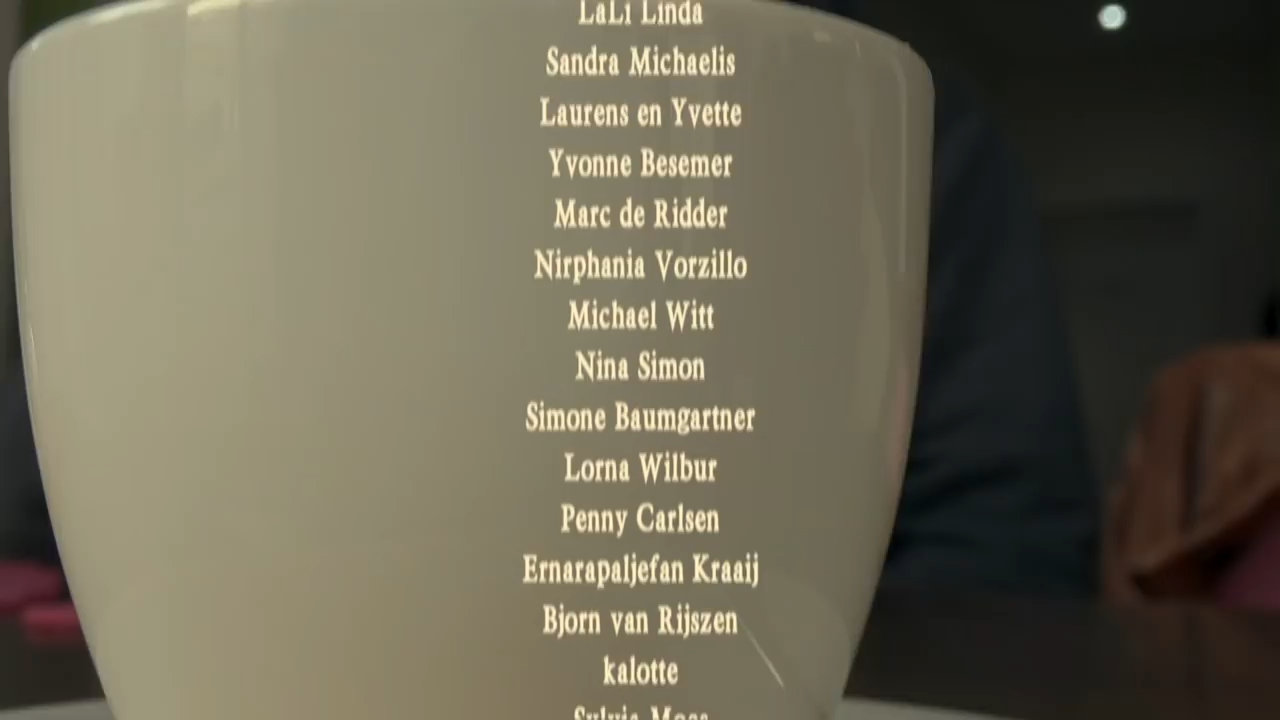 LaLi Linda
Sandra Michaelis
Laurens en Yvette
Yvonne Besemer
Marc de Ridder
Nirphania Vorzillo
Michael Witt
Nina Simon
Simone Baumgartner
Lorna Wilbur
Penny Carlsen
Ernarapaljefan Kraaij
Bjorn van Rijszen
kalotte